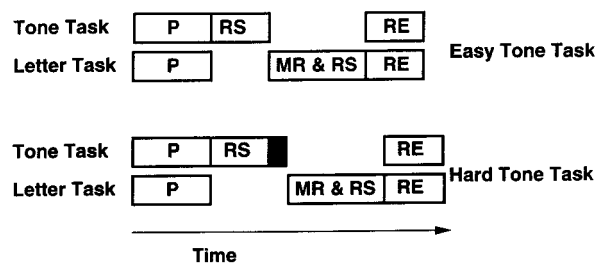 Tone Task P RS RE
Easy Tone Task
Letter Task P MR & RS RE
Tone Task P RS RE
Hard Tone Task
Letter Task P MR & RS RE
Time